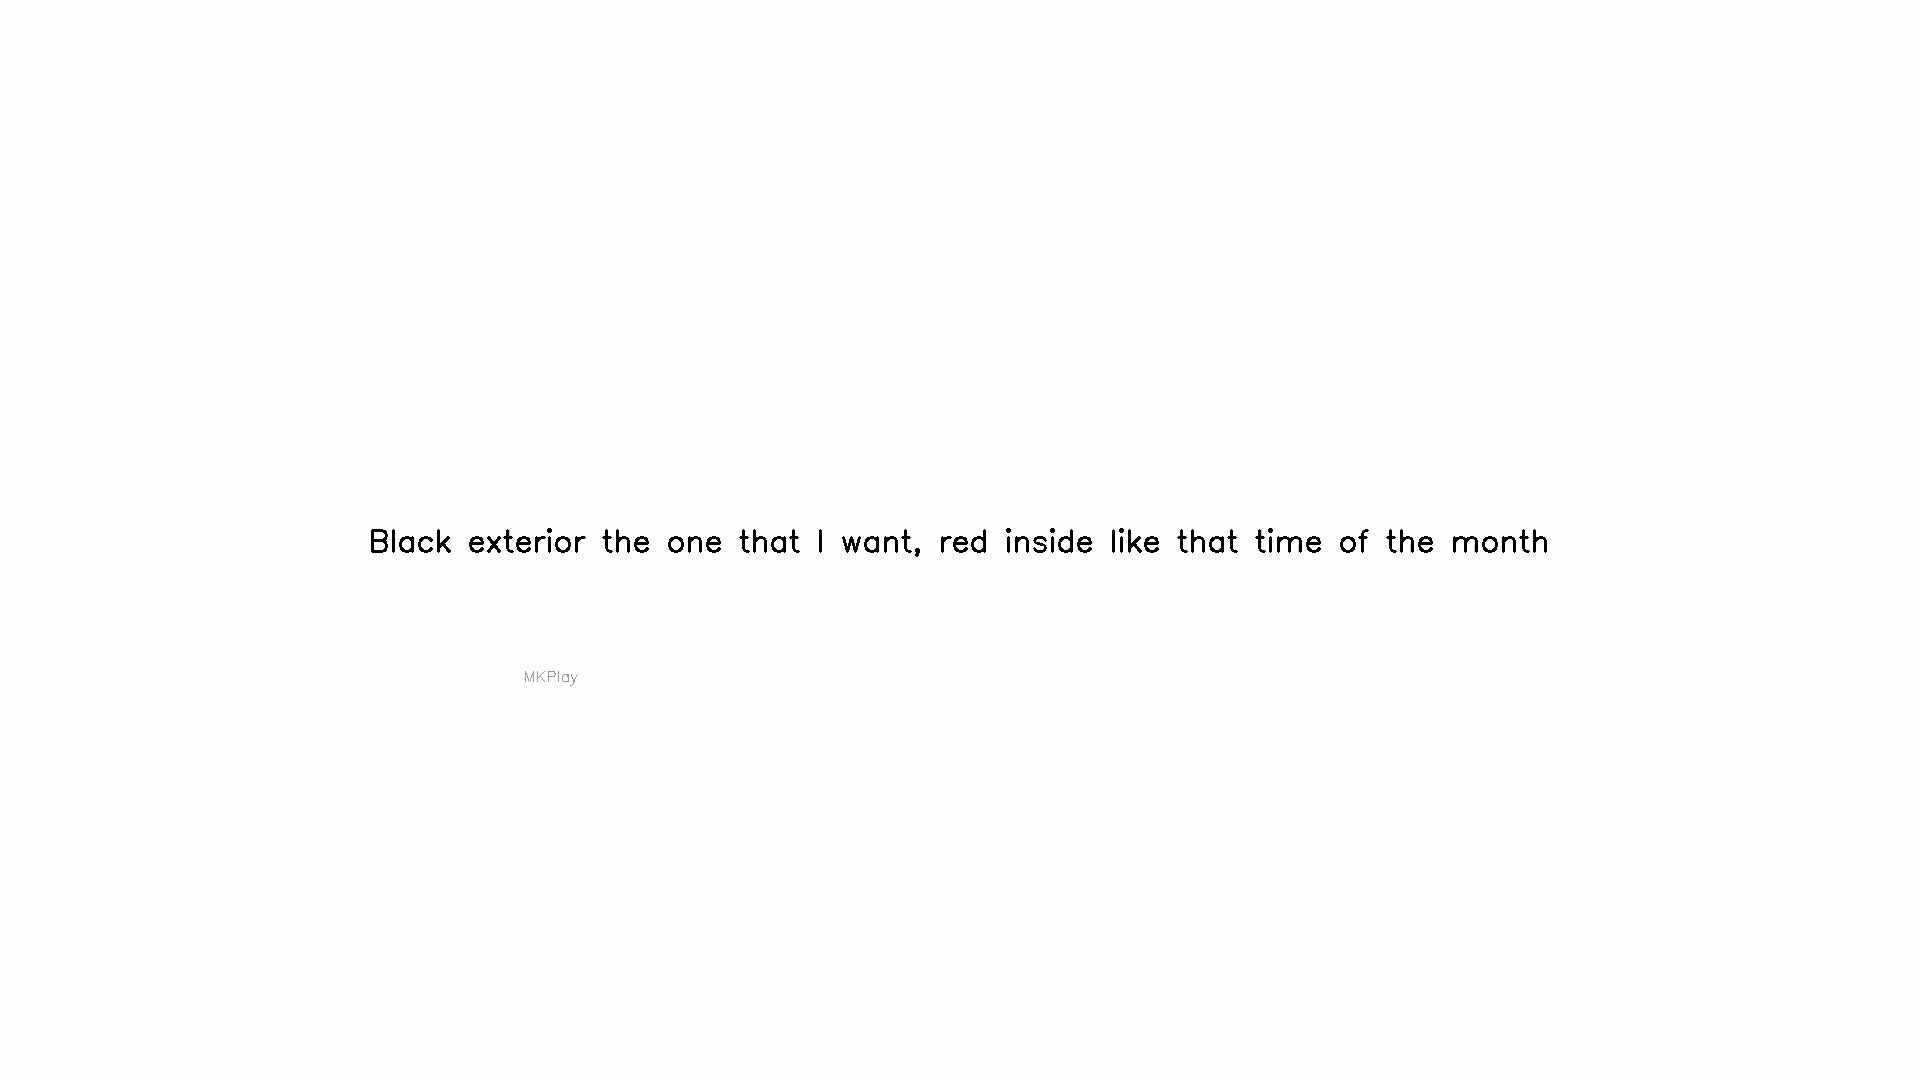 Black exterior the one that I want, red inside like that time of the month
MKPlay